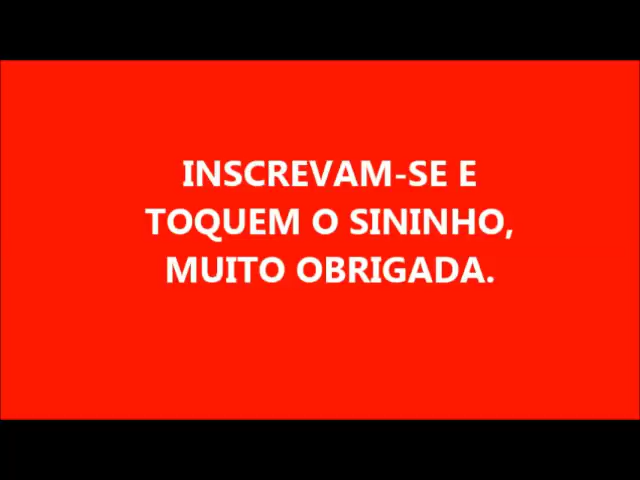 INSCREVAM-SE E
TOQUEM O SININHO,
MUITO OBRIGADA.